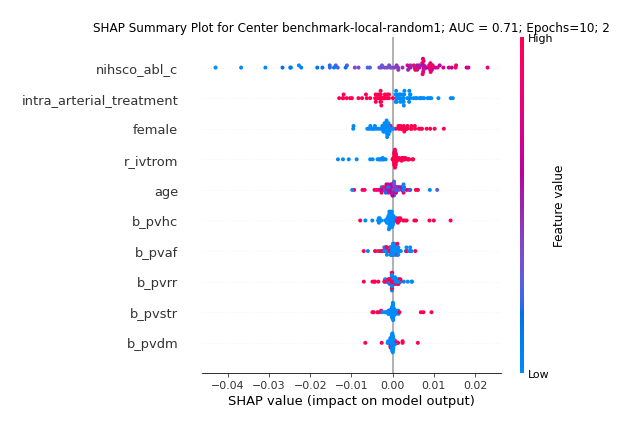 SHAP Summary Plot for Center benchmark-local-random1; AUC = 0.71; Epochs=10; 2
High
nihsco_abl_c
intra_arterial_treatment
female
r_ivtrom
age
b_pvhc
b_pvaf
b_pvrr
b_pvstr
b_pvdm
Feature value
Low
−0.04 −0.03 −0.02 −0.01 0.00 0.01 0.02
SHAP value (impact on model output)